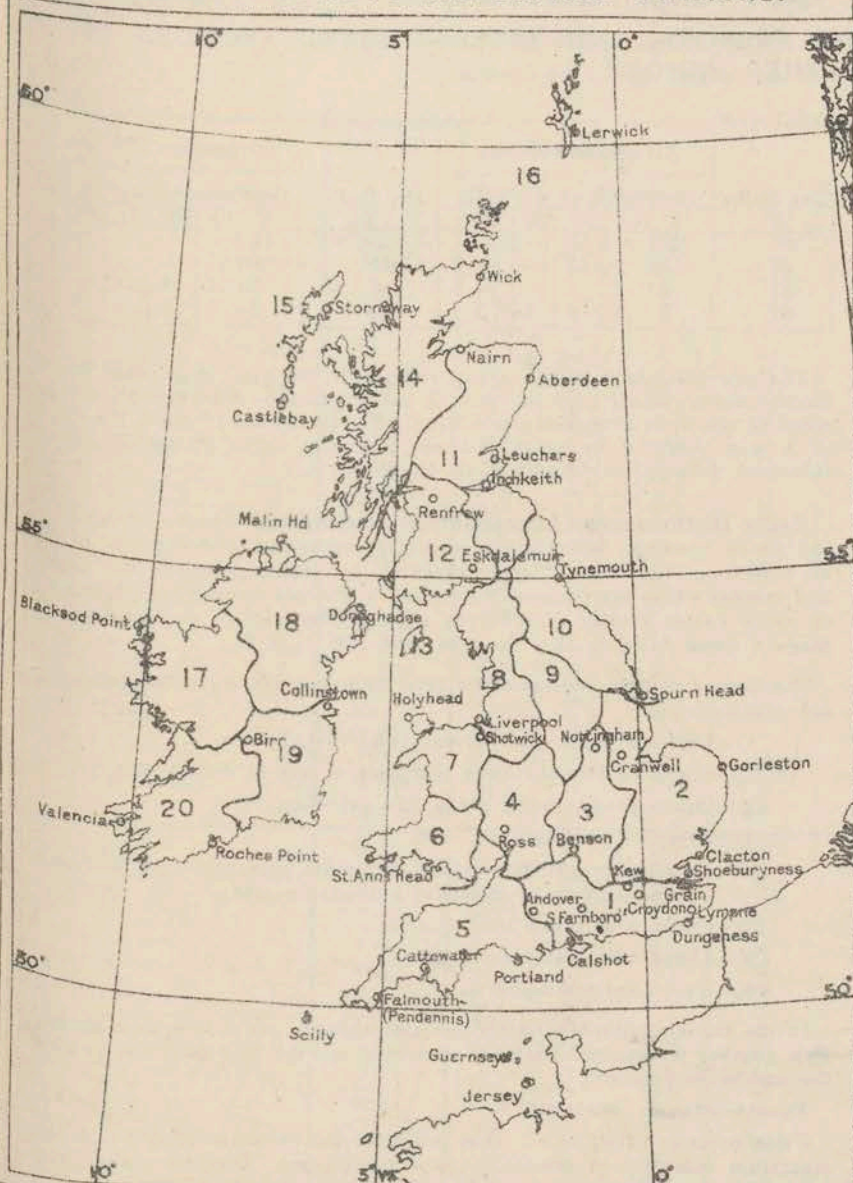 10°
5°
0°
60°
Lerwick
16
Wick
15
Stornoway
Nairn
14
Aberdeen
Castlebay
11
Leuchars
Inchkeith
Renfrew
Malin Hd
55°
55°
12
Eskdalemuir
Tynemouth
Blacksod Point
18
Donaghadee
13
10
17
8
9
Collinstown
Holyhead
Spurn Head
Liverpool
Shotwick
Nottingham
Birr
19
Cranwell
Gorleston
7
2
4
3
Valencia
20
Ross
Benson
6
Roches Point
Clacton
St. Anns Head
Kew
Shoeburyness
Grain
Andover
1
Croydon
Lympne
S. Farnboro'
5
Dungeness
Cattewater
Calshot
50°
Portland
50°
Falmouth
(Pendennis)
Scilly
Guernsey
Jersey
10°
5°
0°